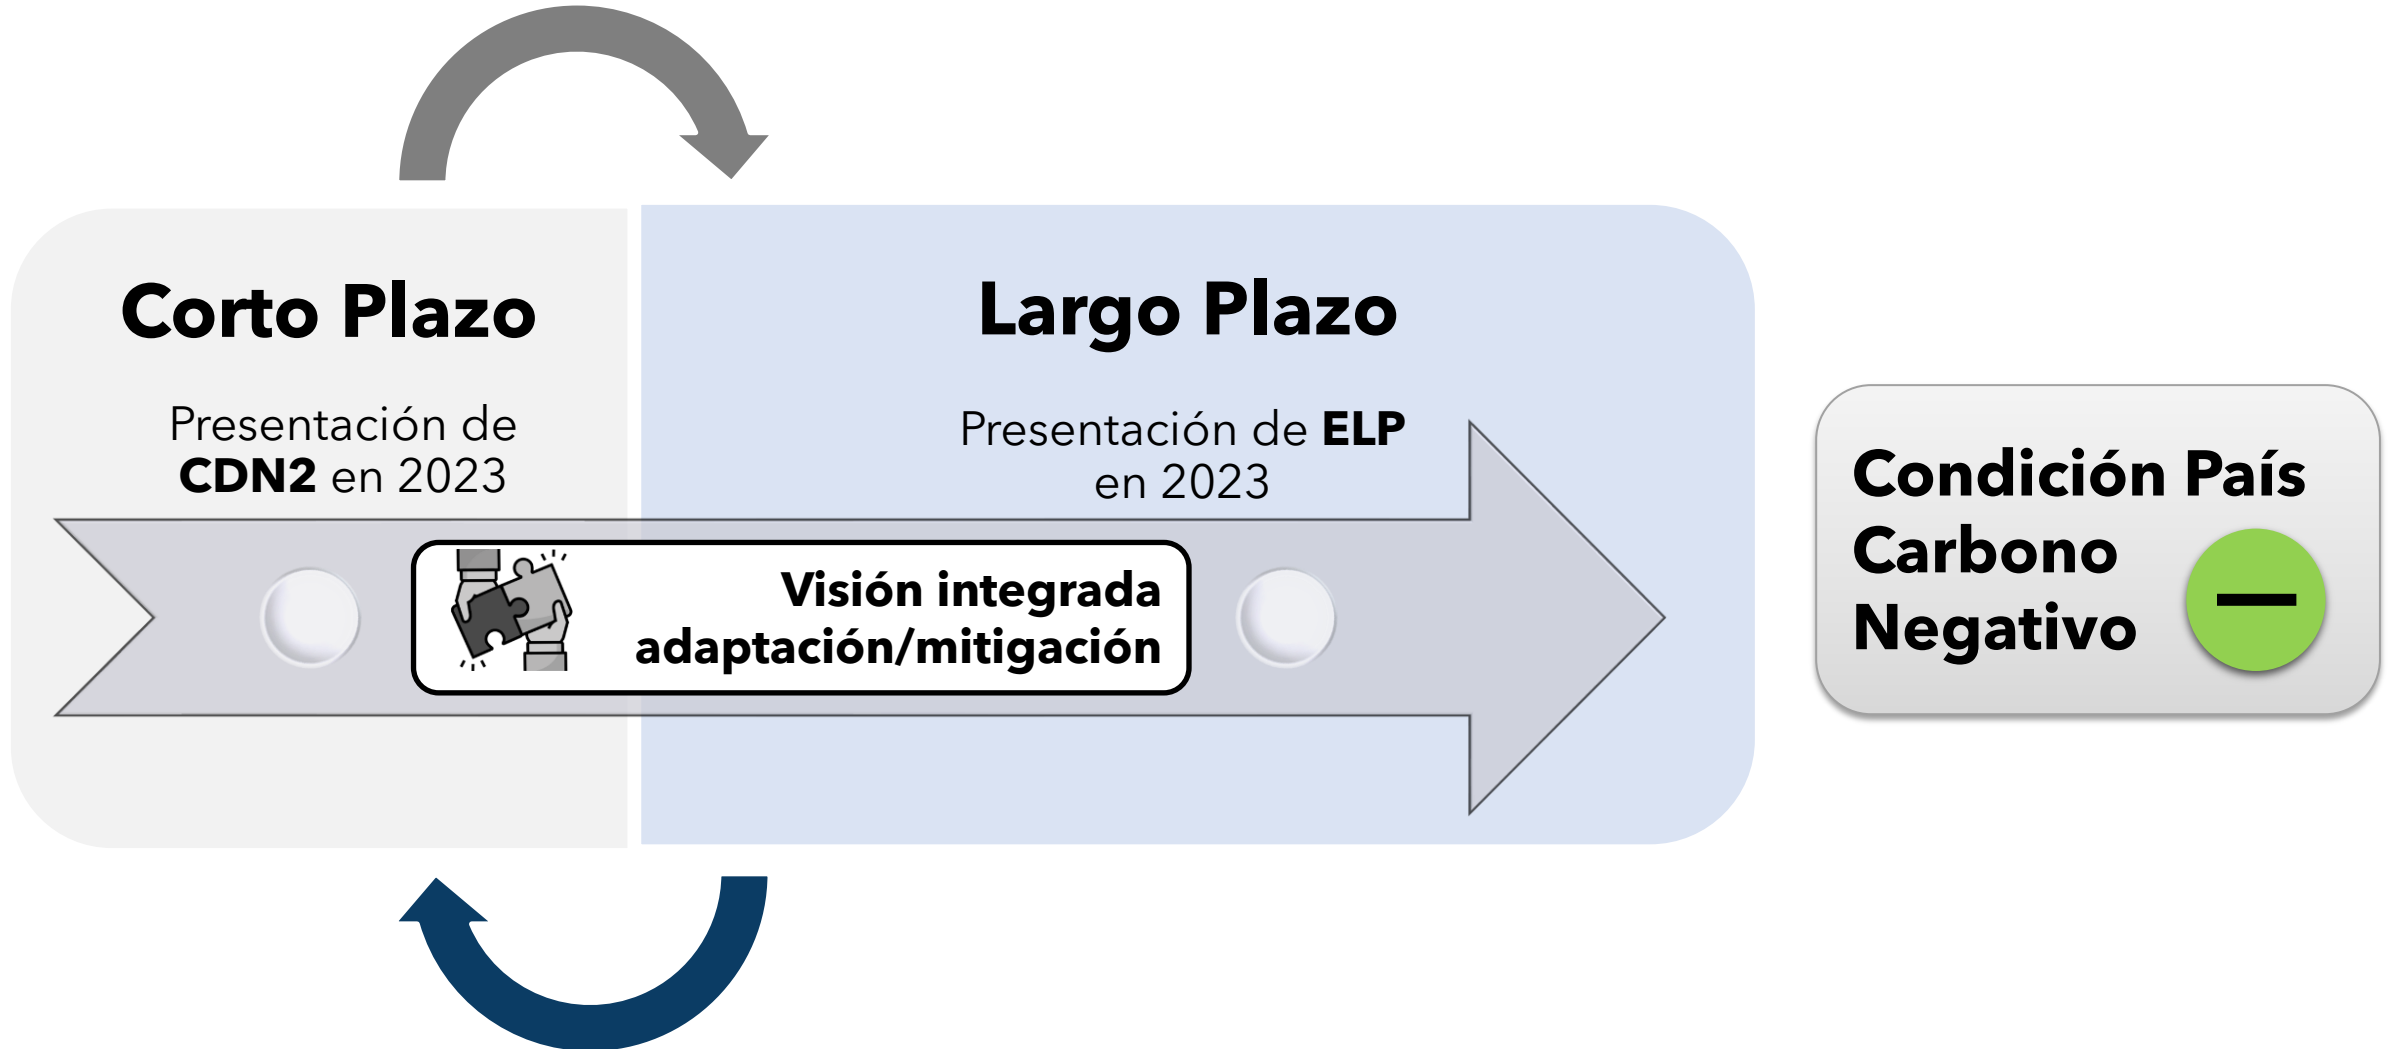 Corto Plazo
Presentación de
CDN2 en 2023
Largo Plazo
Presentación de ELP
en 2023
Visión integrada
adaptación/mitigación
Condición País
Carbono
Negativo